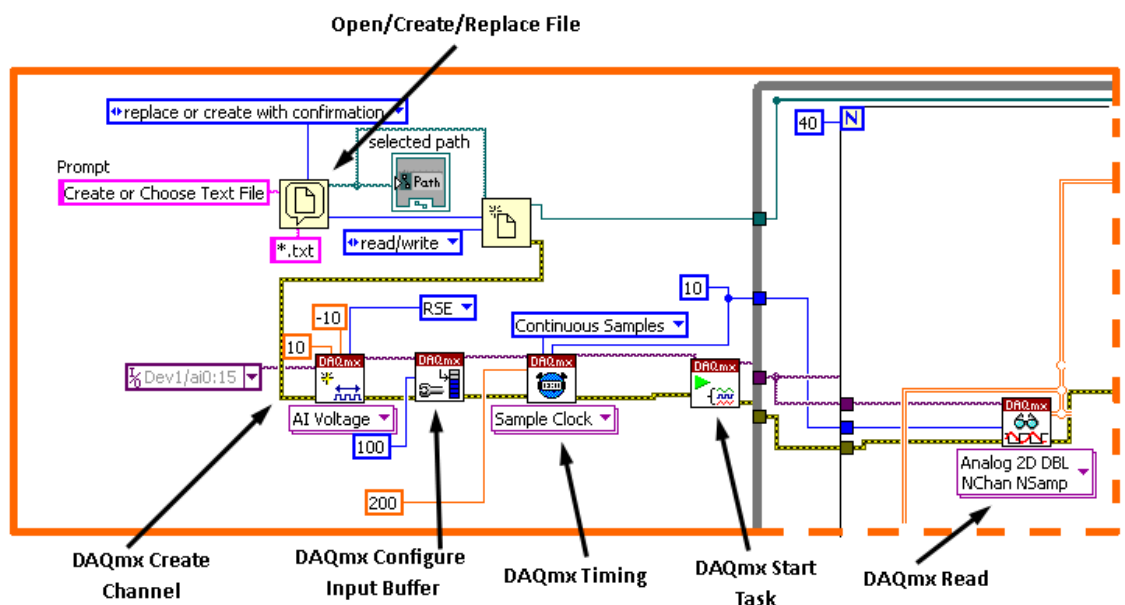 Open/Create/Replace File
replace or create with confirmation
selected path
40
N
Prompt
Path
Create or Choose Text File
read/write
*.txt
10
-10
RSE
Continuous Samples
10
DAQmx
DAQmx
DAQmx
DAQmx
Dev1/ai0:15
DAQmx
AI Voltage
Sample Clock
100
Analog 2D DBL
NChan NSamp
200
DAQmx Create
Channel
DAQmx Configure
Input Buffer
DAQmx Timing
DAQmx Start
Task
DAQmx Read